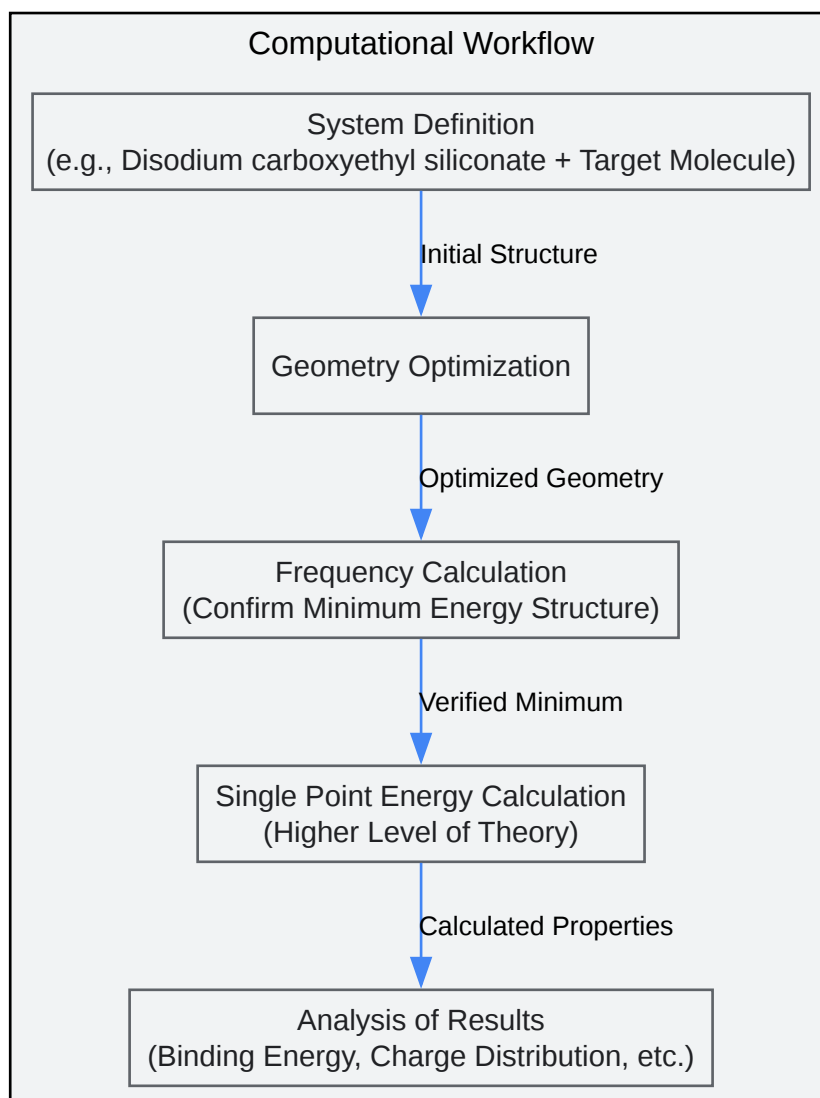 Computational Workflow
System Definition
(e.g., Disodium carboxyethyl siliconate + Target Molecule)
Initial Structure
Geometry Optimization
Optimized Geometry
Frequency Calculation
(Confirm Minimum Energy Structure)
Verified Minimum
Single Point Energy Calculation
(Higher Level of Theory)
Calculated Properties
Analysis of Results
(Binding Energy, Charge Distribution, etc.)